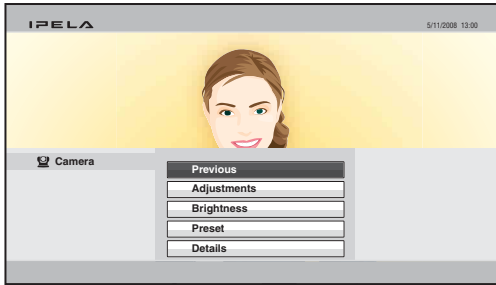 IPELA
5/11/2008 13:00
Camera
Previous
Adjustments
Brightness
Preset
Details